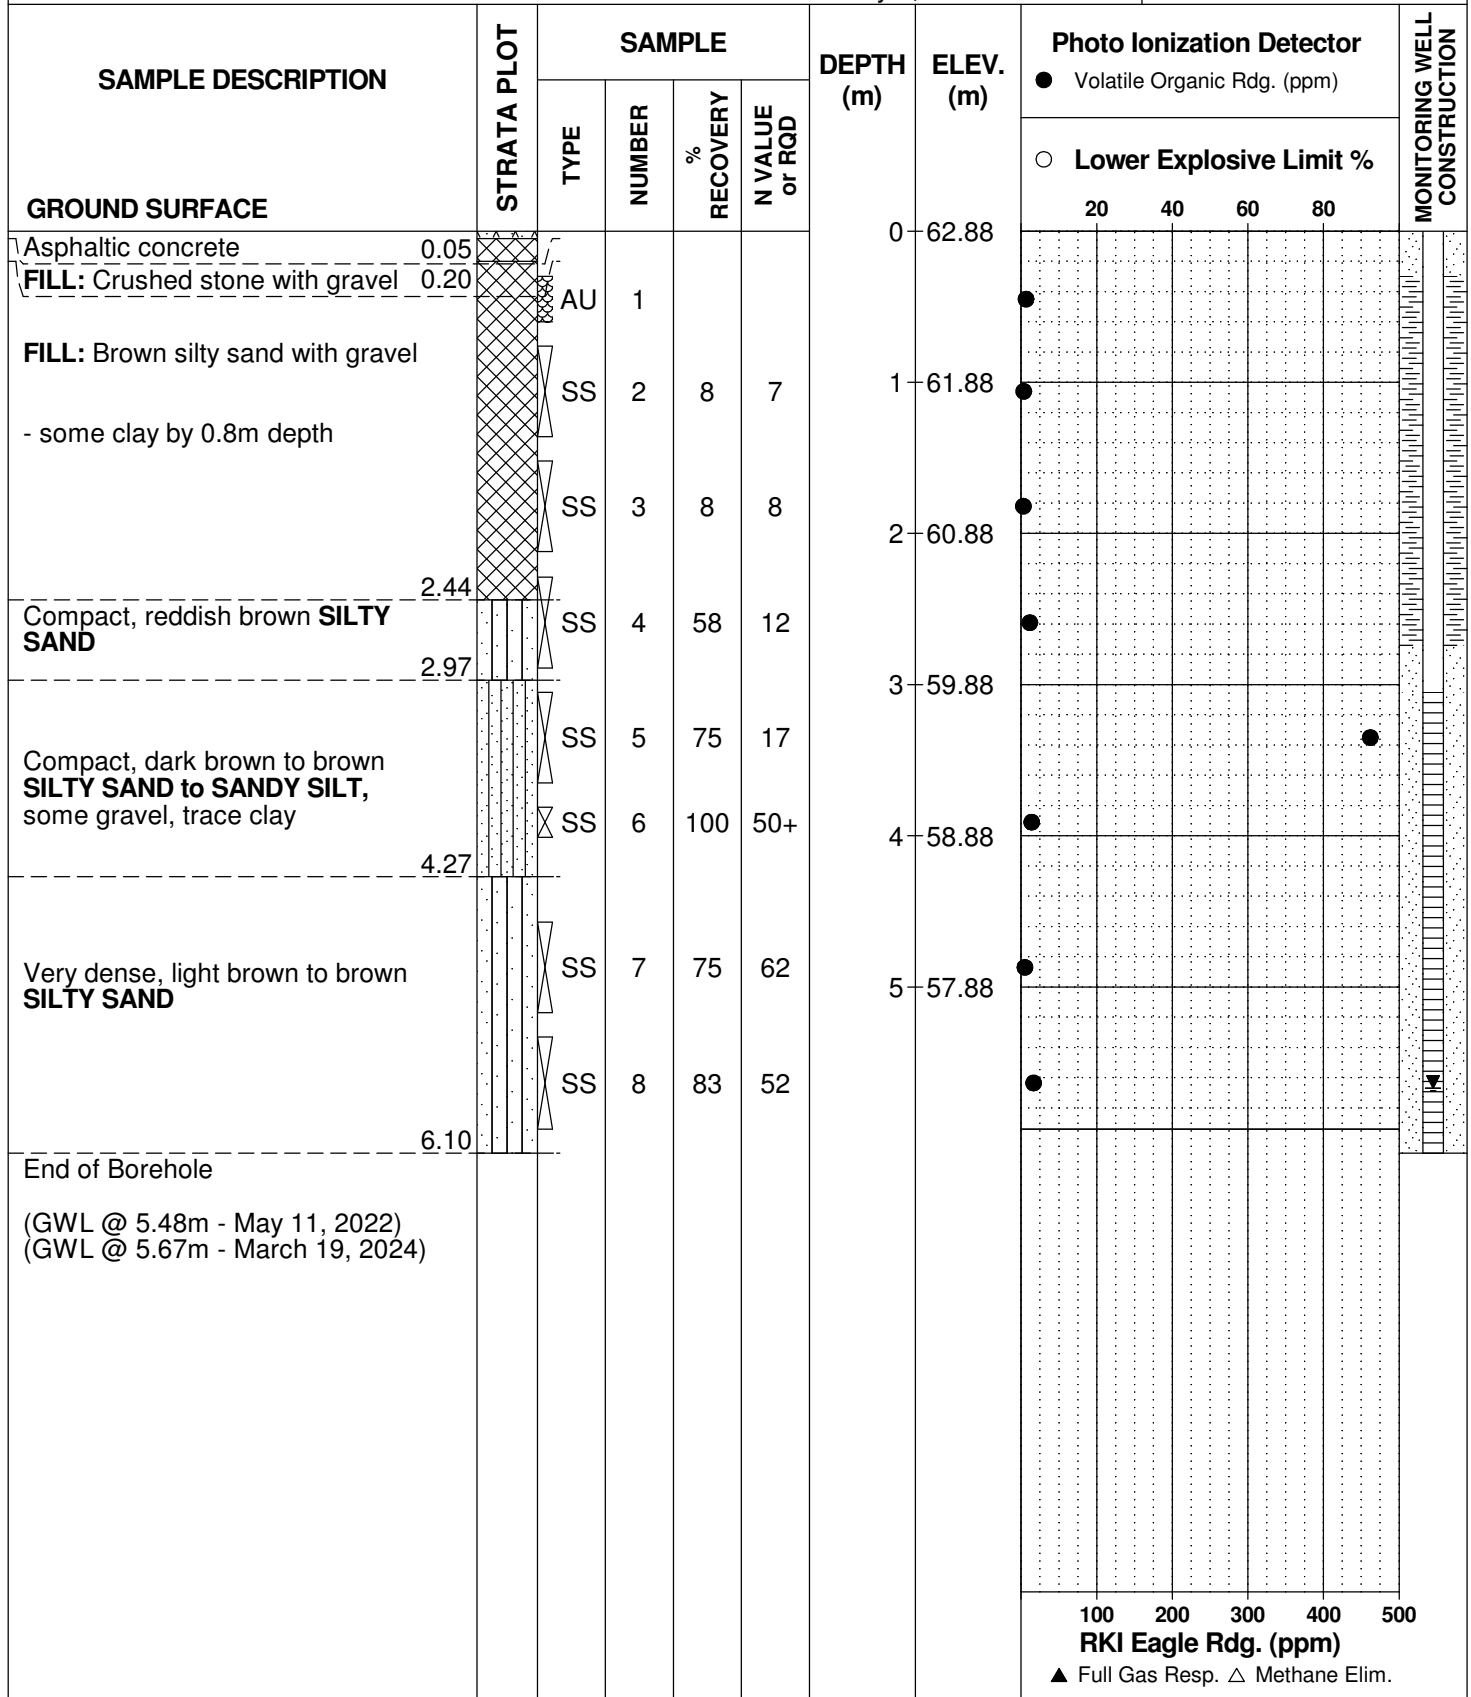 SAMPLE DESCRIPTION
GROUND SURFACE
STRATA PLOT
SAMPLE
TYPE
NUMBER
%
RECOVERY
N VALUE
or RQD
DEPTH
(m)
ELEV.
(m)
Photo Ionization Detector
● Volatile Organic Rdg. (ppm)
○ Lower Explosive Limit %
20 40 60 80
MONITORING WELL
CONSTRUCTION
0 62.88
Asphaltic concrete 0.05
FILL: Crushed stone with gravel 0.20
AU 1
FILL: Brown silty sand with gravel
SS 2 8 7
1 61.88
- some clay by 0.8m depth
SS 3 8 8
2 60.88
2.44
Compact, reddish brown SILTY
SAND
SS 4 58 12
2.97
3 59.88
SS 5 75 17
Compact, dark brown to brown
SILTY SAND to SANDY SILT,
some gravel, trace clay
SS 6 100 50+
4 58.88
4.27
Very dense, light brown to brown
SILTY SAND
SS 7 75 62
5 57.88
SS 8 83 52
6.10
End of Borehole
(GWL @ 5.48m - May 11, 2022)
(GWL @ 5.67m - March 19, 2024)
100 200 300 400 500
RKI Eagle Rdg. (ppm)
▲ Full Gas Resp. △ Methane Elim.